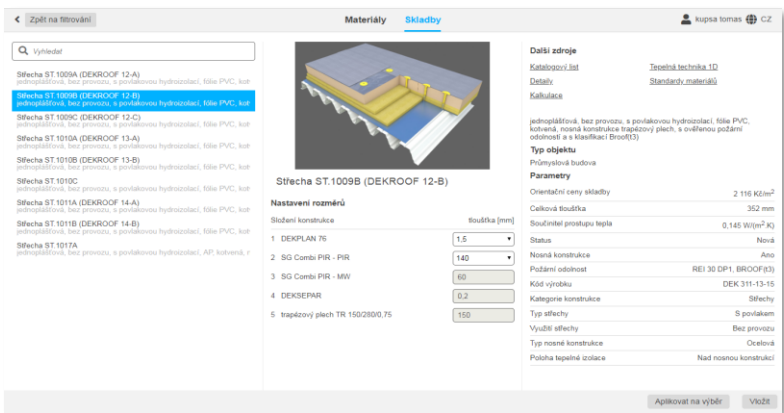 Zpět na filtrování
Materiály Skladby
kupsa tomas CZ
Vyhledat
Střecha ST.1009A (DEKROOF 12-A)
jednoplášťová, bez provozu, s povlakovou hydroizolací, fólie PVC, kotv
Střecha ST.1009B (DEKROOF 12-B)
jednoplášťová, bez provozu, s povlakovou hydroizolací, fólie PVC, kotv
Střecha ST.1009C (DEKROOF 12-C)
jednoplášťová, bez provozu, s povlakovou hydroizolací, fólie PVC, kotv
Střecha ST.1010A (DEKROOF 13-A)
jednoplášťová, bez provozu, s povlakovou hydroizolací, fólie PVC, kotv
Střecha ST.1010B (DEKROOF 13-B)
jednoplášťová, bez provozu, s povlakovou hydroizolací, fólie PVC, kotv
Střecha ST.1010C
jednoplášťová, bez provozu, s povlakovou hydroizolací, fólie PVC, kotv
Střecha ST.1011A (DEKROOF 14-A)
jednoplášťová, bez provozu, s povlakovou hydroizolací, fólie PVC, kotv
Střecha ST.1011B (DEKROOF 14-B)
jednoplášťová, bez provozu, s povlakovou hydroizolací, fólie PVC, kotv
Střecha ST.1017A
jednoplášťová, bez provozu, s povlakovou hydroizolací, AP, kotvená, r
Střecha ST.1009B (DEKROOF 12-B)
Nastavení rozměrů
Složení konstrukce tloušťka [mm]
1 DEKPLAN 76 1,5
2 SG Combi PIR - PIR 140
3 SG Combi PIR - MW 60
4 DEKSEPAR 0,2
5 trapézový plech TR 150/280/0,75 150
Další zdroje
Katalogový list Tepelná technika 1D
Detaily Standardy materiálů
Kalkulace
jednoplášťová, bez provozu, s povlakovou hydroizolací, fólie PVC,
kotvená, nosná konstrukce trapézový plech, s ověřenou požární
odolností a s klasifikací Broof(t3)
Typ objektu
Průmyslová budova
Parametry
Orientační ceny skladby 2 116 Kč/m2
Celková tloušťka 352 mm
Součinitel prostupu tepla 0,145 W/(m2.K)
Status Nová
Nosná konstrukce Ano
Požární odolnost REI 30 DP1, BROOF(t3)
Kód výrobku DEK 311-13-15
Kategorie konstrukce Střechy
Typ střechy S povlakem
Využití střechy Bez provozu
Typ nosné konstrukce Ocelová
Poloha tepelné izolace Nad nosnou konstrukcí
Aplikovat na výběr Vložit